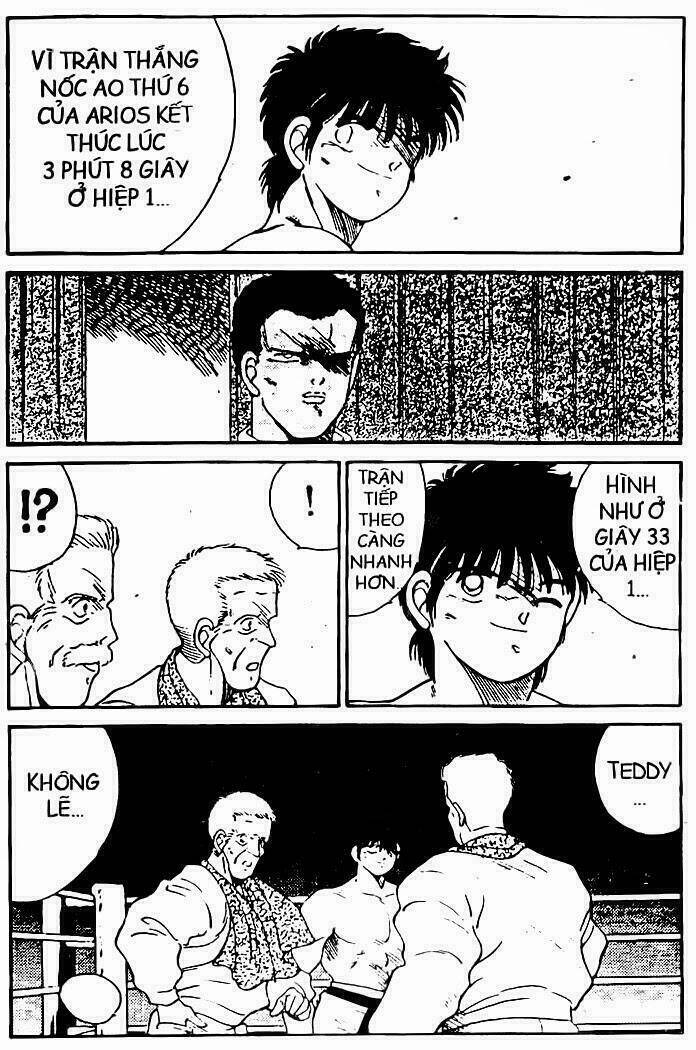 VÌ TRẬN THẮNG
NỐC AO THỨ 6
CỦA ARIOS KẾT
THÚC LÚC
3 PHÚT 8 GIÂY
Ở HIỆP 1...
HÌNH
NHƯ Ở
GIÂY 33
CỦA HIỆP
1...
TRẬN
TIẾP
THEO
CÀNG
NHANH
HƠN.
!
!?
TEDDY
...
KHÔNG
LẼ...